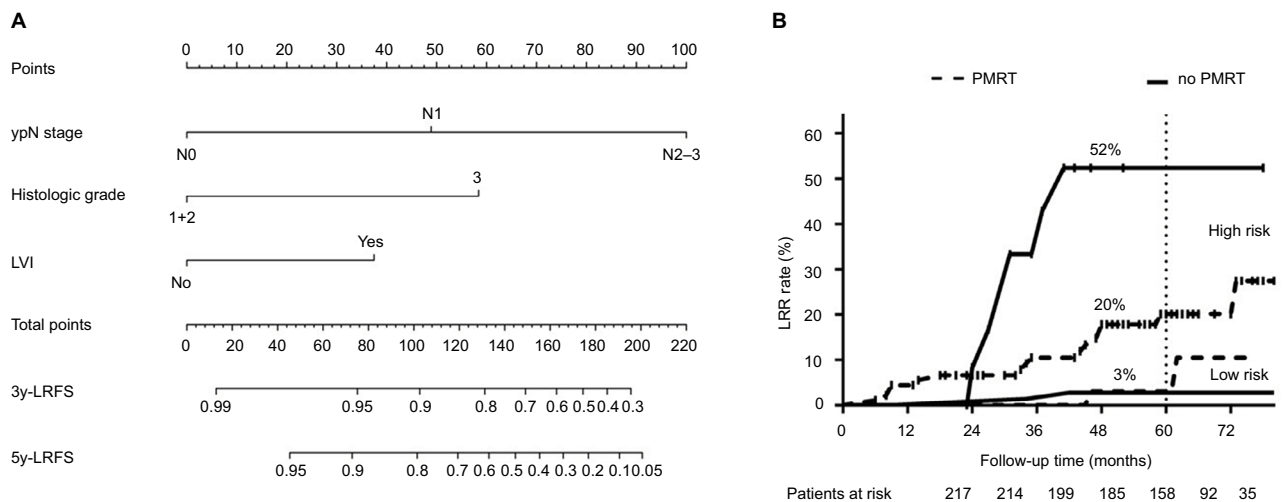 A
0 10 20 30 40 50 60 70 80 90 100
Points
N1
ypN stage
N0 N2–3
3
Histologic grade
1+2
Yes
LVI
No
Total points
0 20 40 60 80 100 120 140 160 180 200 220
3y-LRFS
0.99 0.95 0.9 0.8 0.7 0.6 0.5 0.4 0.3
5y-LRFS
0.95 0.9 0.8 0.7 0.6 0.5 0.4 0.3 0.2 0.1 0.05
B
PMRT no PMRT
LRR rate (%)
60
50
40
30
20
10
0
52%
High risk
20%
3% Low risk
0 12 24 36 48 60 72
Follow-up time (months)
Patients at risk 217 214 199 185 158 92 35